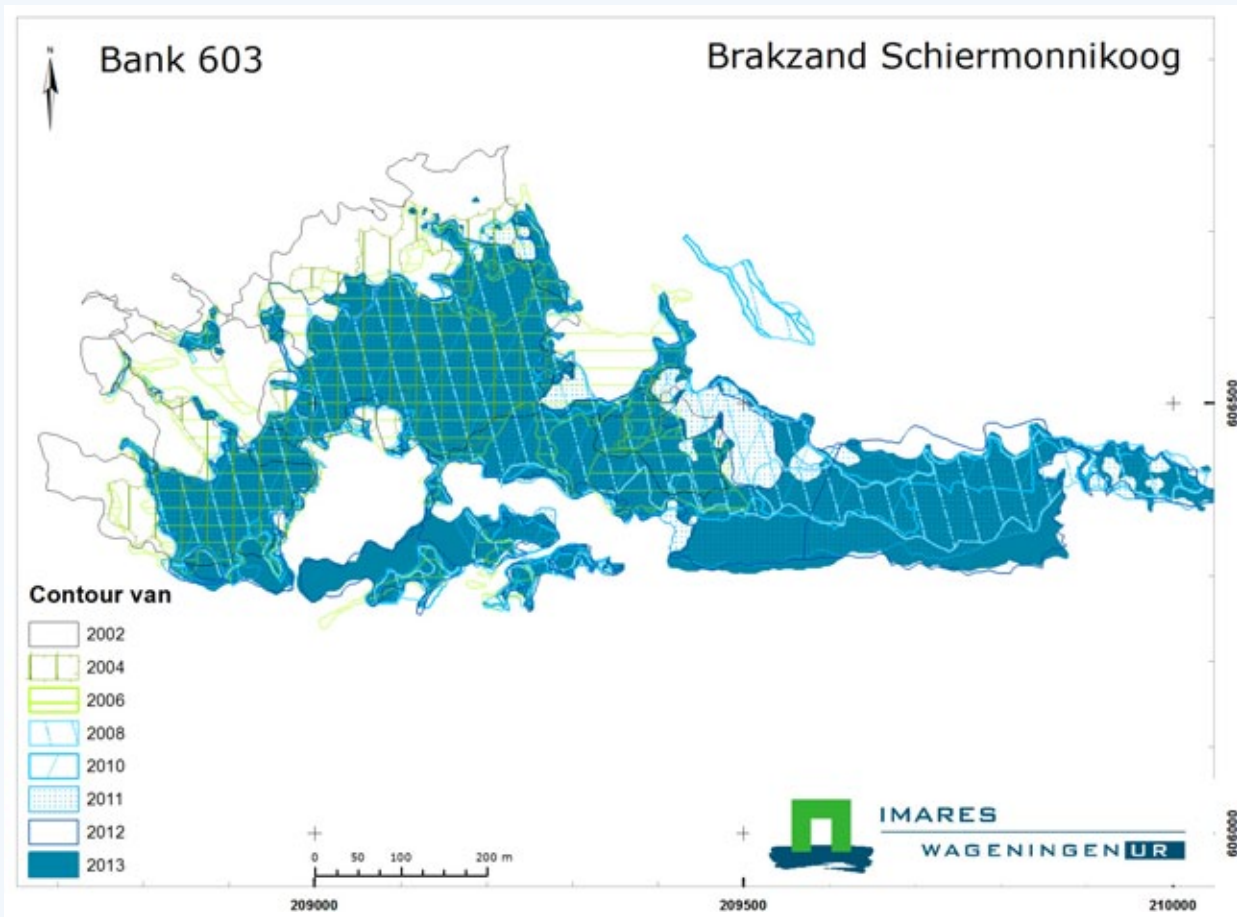 Bank 603
Brakzand Schiermonnikoog
N
606500
Contour van
2002
2004
2006
2008
2010
2011
2012
2013
0 50 100 200 m
IMARES
WAGENINGEN UR
606000
209000
209500
210000